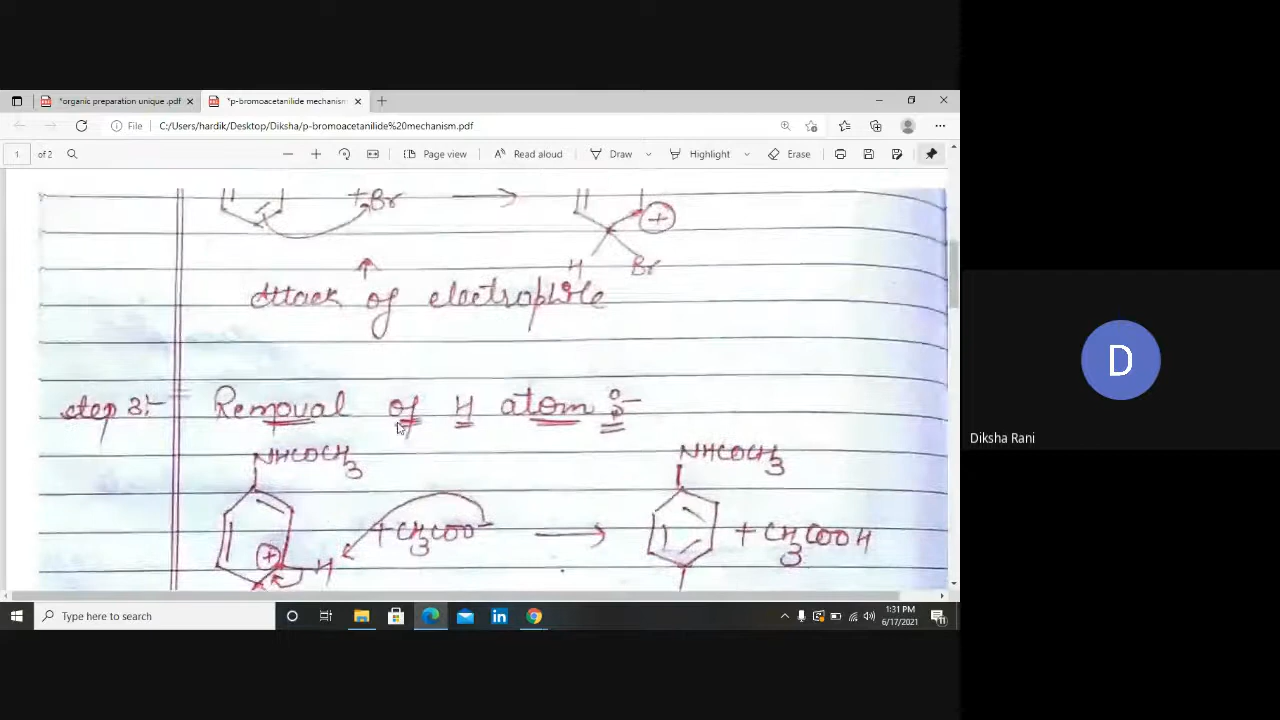 *organic preparation unique .pdf
*p-bromoacetanilide mechanism
File
C:/Users/hardik/Desktop/Diksha/p-bromoacetanilide%20mechanism.pdf
1 of 2
Page view
Read aloud
Draw
Highlight
Erase
+Br
+
H
Br
Attack of electrophile
step 3:- Removal of H atom :-
NHCOCH3
NHCOCH3
+ CH3COO-
+ CH3COOH
+
H
D
Diksha Rani
Type here to search
1:31 PM
6/17/2021